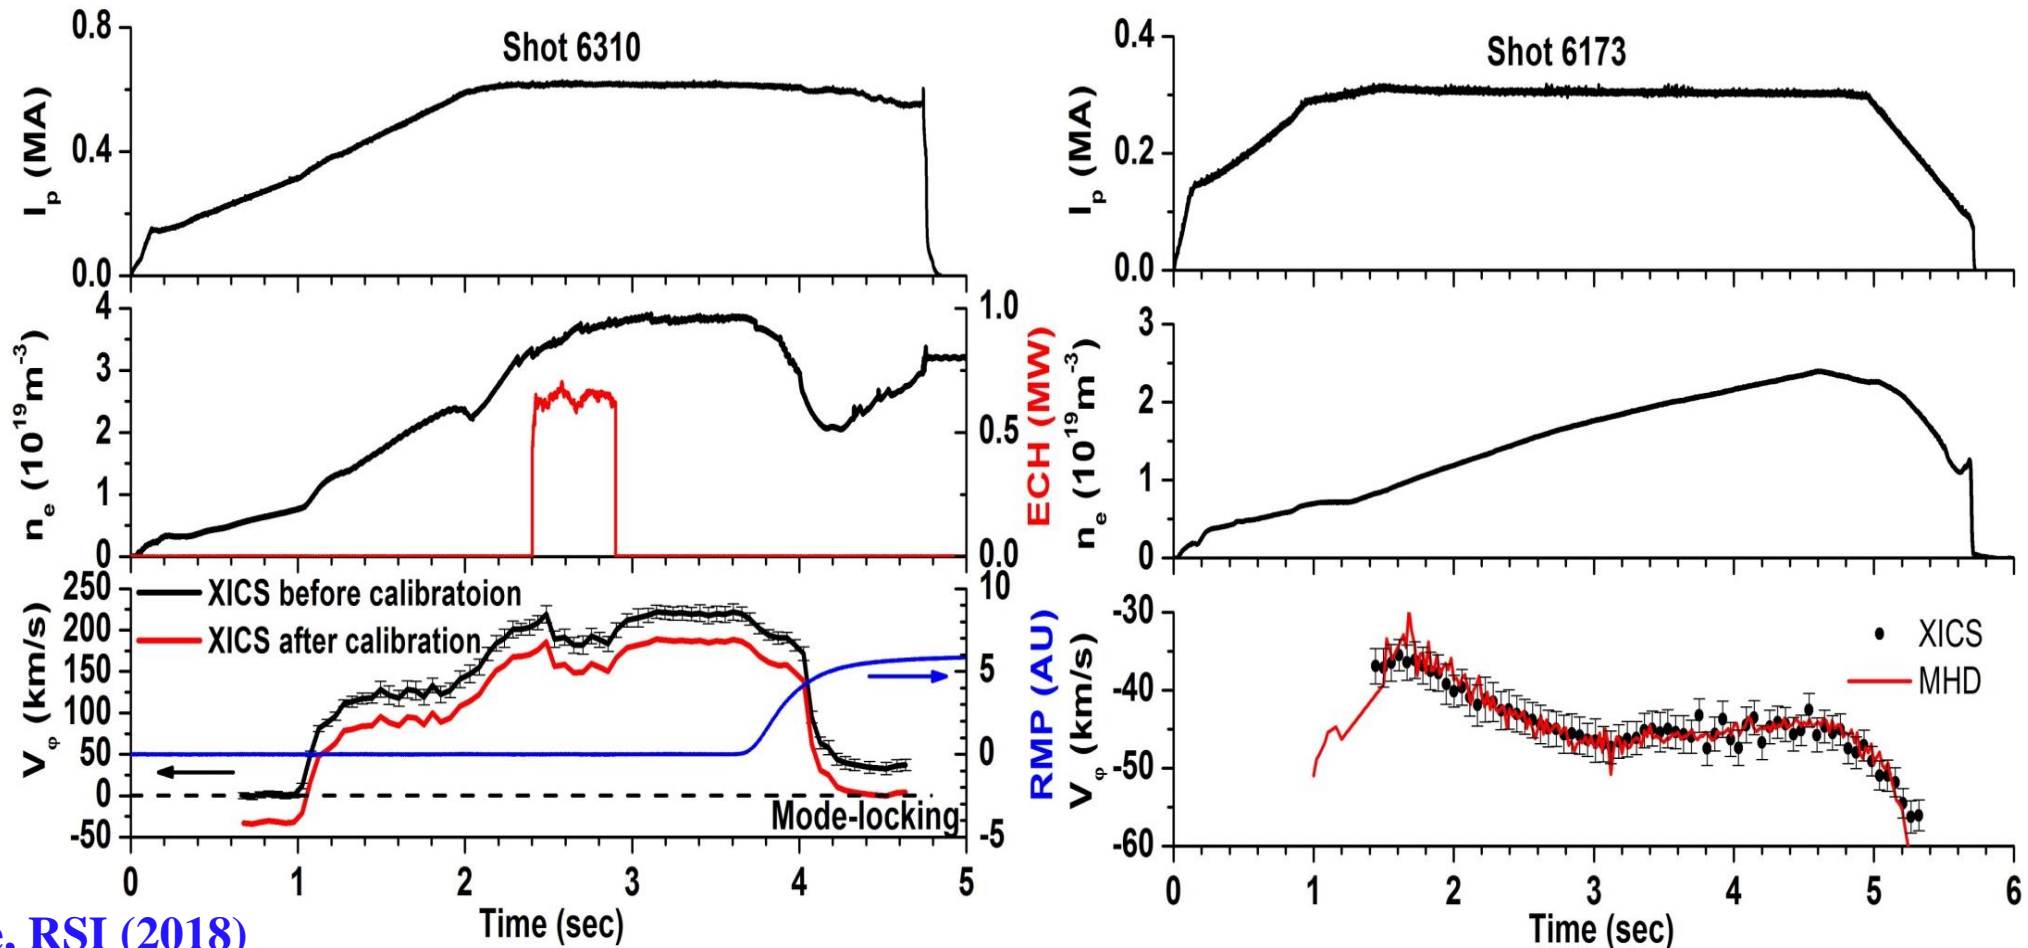 Shot 6310
I_p (MA)
0.8
0.4
0.0
n_e (10^19 m^-3)
4
3
2
1
0
1.0
0.5
0.0
ECH (MW)
V_φ (km/s)
250
200
150
100
50
0
-50
XICS before calibratoion
XICS after calibration
Mode-locking
10
5
0
-5
RMP (AU)
0 1 2 3 4 5
Time (sec)
Shot 6173
I_p (MA)
0.4
0.2
0.0
n_e (10^19 m^-3)
3
2
1
0
V_φ (km/s)
-30
-40
-50
-60
XICS
MHD
0 1 2 3 4 5 6
Time (sec)
RSI (2018)